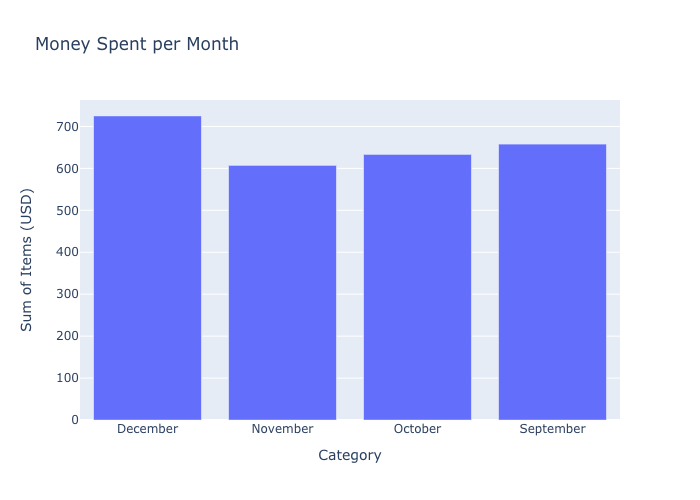 Money Spent per Month
Sum of Items (USD)
700
600
500
400
300
200
100
0
December
November
October
September
Category